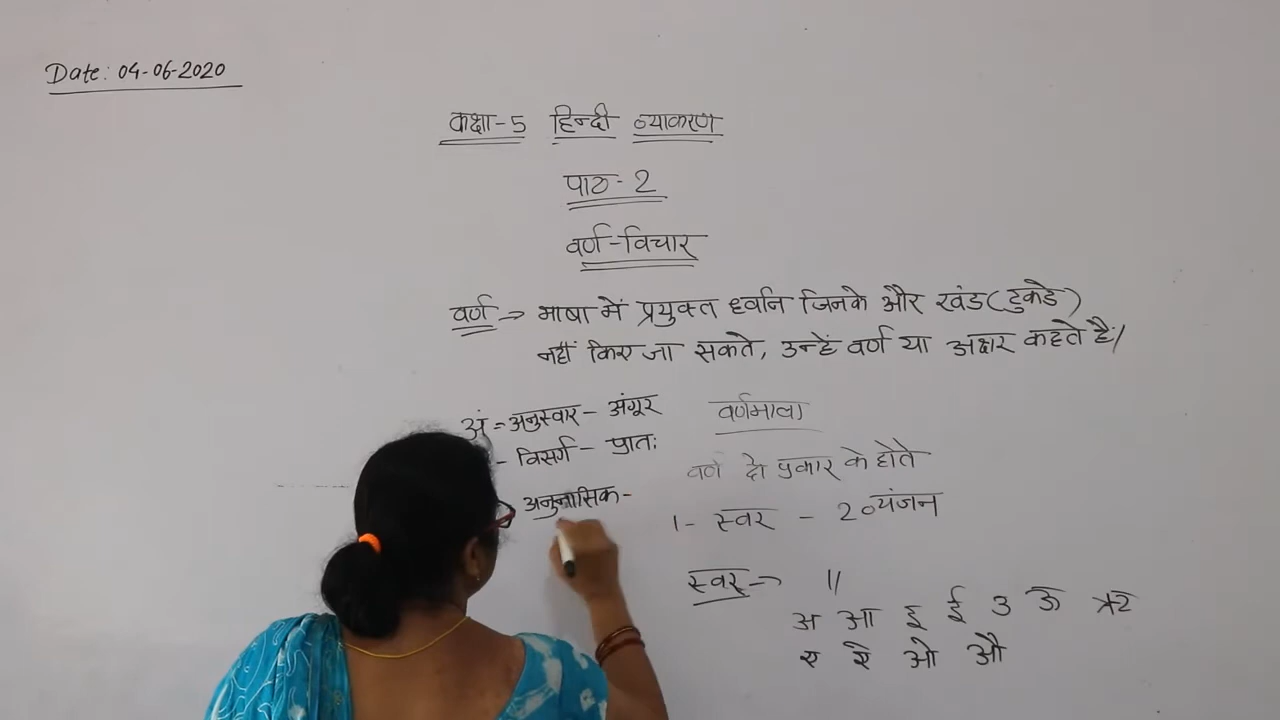 Date: 04-06-2020
कक्षा-5 हिन्दी व्याकरण
पाठ-2
वर्ण-विचार
वर्ण → भाषा में प्रयुक्त ध्वनि जिनके और खंड(टुकडे)
नहीं किए जा सकते, उन्हें वर्ण या अक्षर कहते हैं।
अं = अनुस्वार - अंगूर
- विसर्ग - प्रातः
अनुनासिक -
वर्णमाला
वर्ण दो प्रकार के होते
1- स्वर - 2 व्यंजन
स्वर → 11
अ आ इ ई उ ऊ ऋ
ए ऐ ओ औ